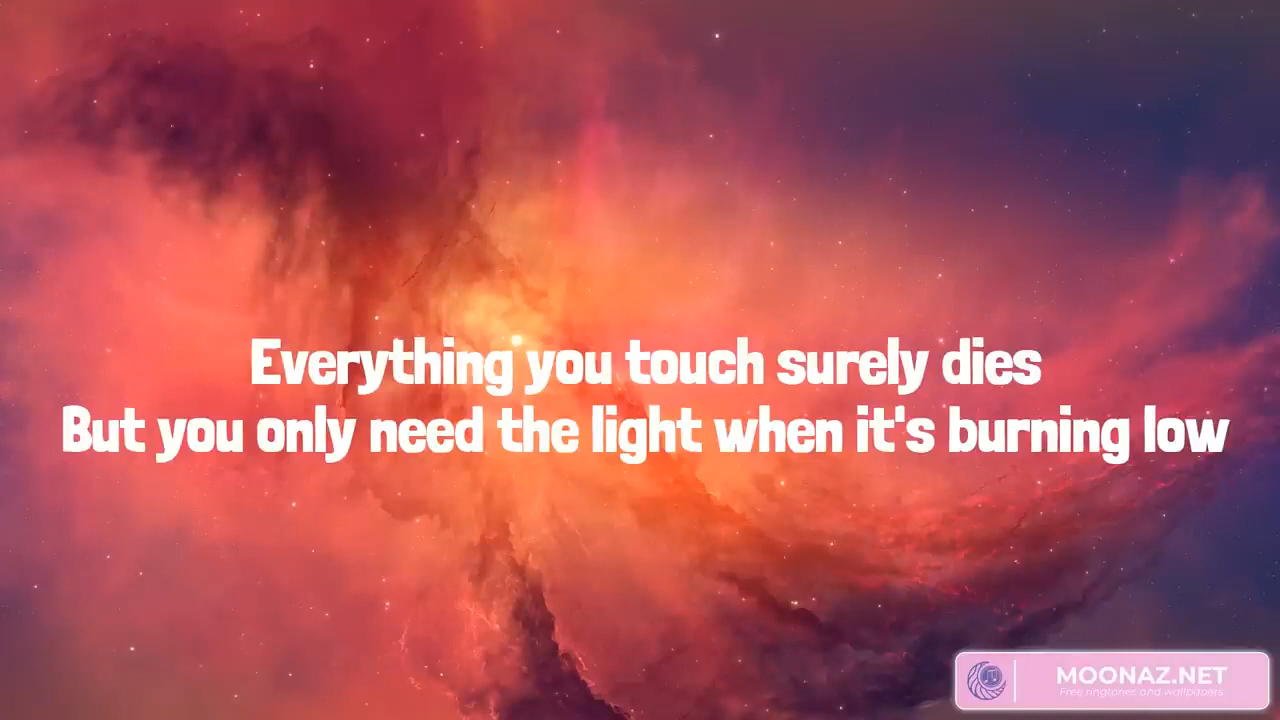 Everything you touch surely dies
But you only need the light when it's burning low
MOONAZ.NET
Free ringtones and wallpapers